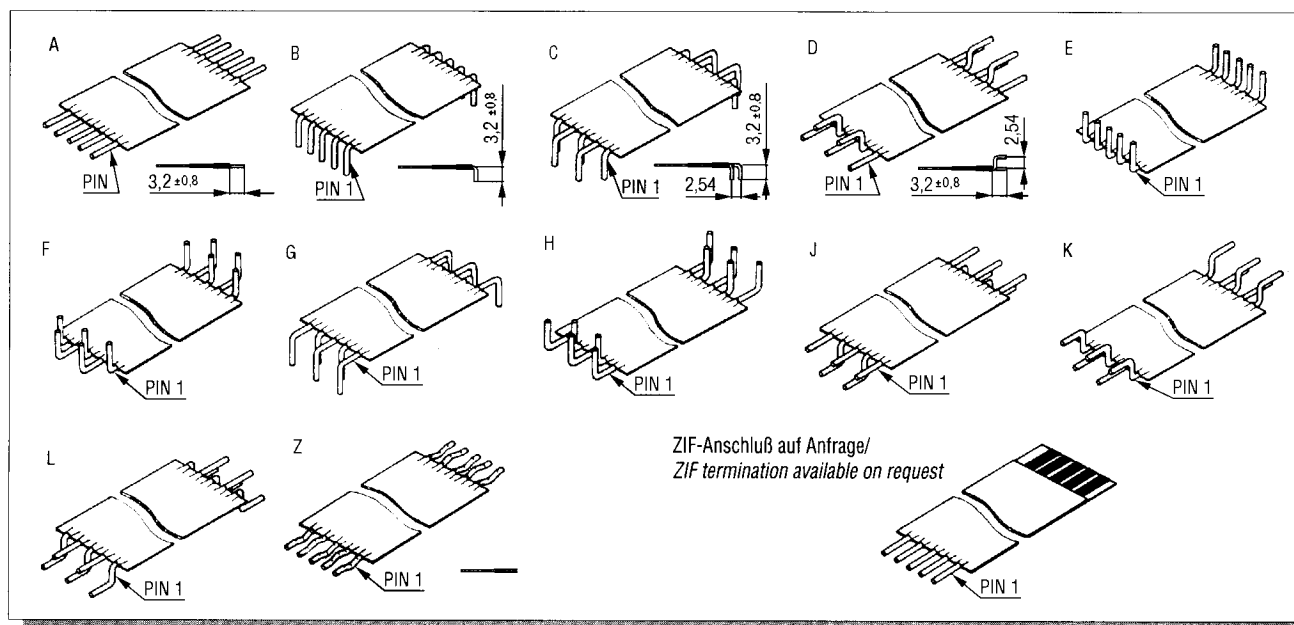 A
PIN
3,2 ±0,8
B
PIN 1
3,2 ±0,8
C
PIN 1
2,54
3,2 ±0,8
D
PIN 1
3,2 ±0,8
2,54
E
PIN 1
F
PIN 1
G
PIN 1
H
PIN 1
J
PIN 1
K
PIN 1
L
PIN 1
Z
PIN 1
ZIF-Anschluß auf Anfrage/
ZIF termination available on request
PIN 1